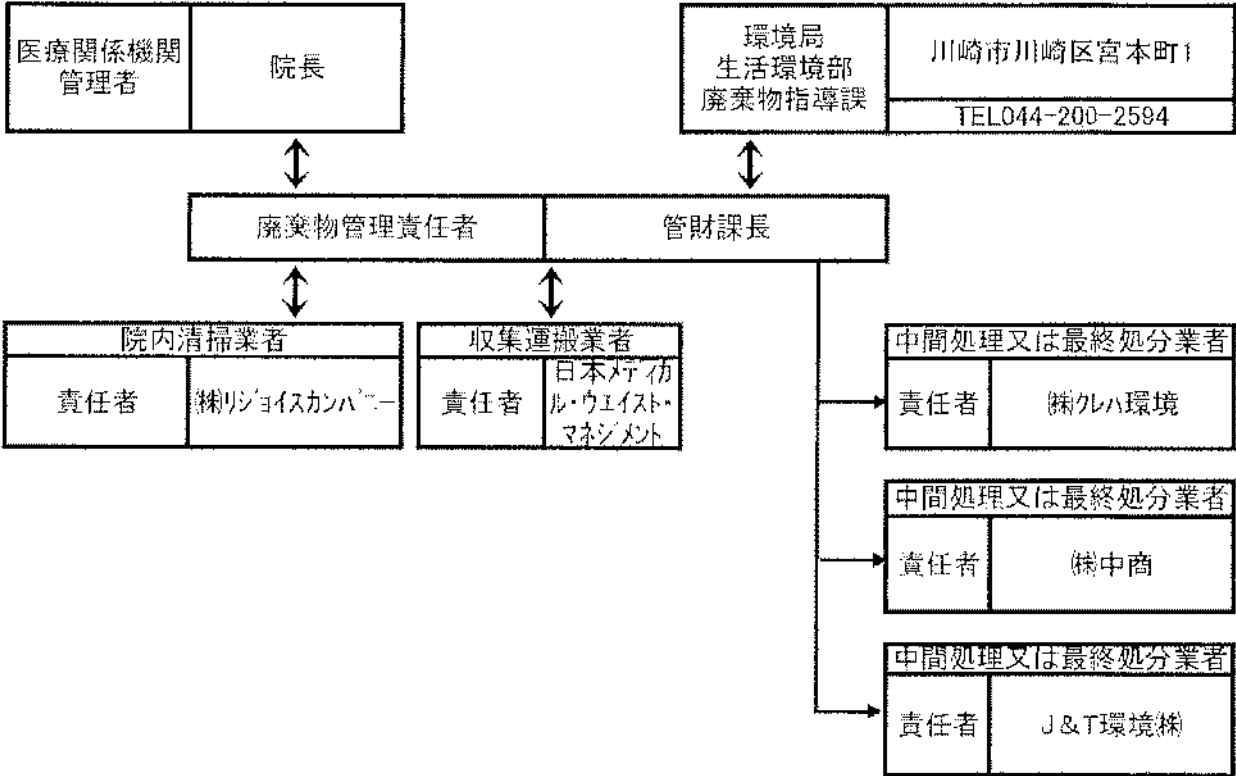 医療関係機関
管理者
院長
環境局
生活環境部
廃棄物指導課
川崎市川崎区宮本町1
TEL044-200-2594
廃棄物管理責任者
管財課長
院内清掃業者
責任者
㈱リジョイスカンパニー
収集運搬業者
責任者
日本メディカ
ル・ウエイスト・
マネジメント
中間処理又は最終処分業者
責任者
㈱クレハ環境
中間処理又は最終処分業者
責任者
㈱中商
中間処理又は最終処分業者
責任者
J&T環境㈱